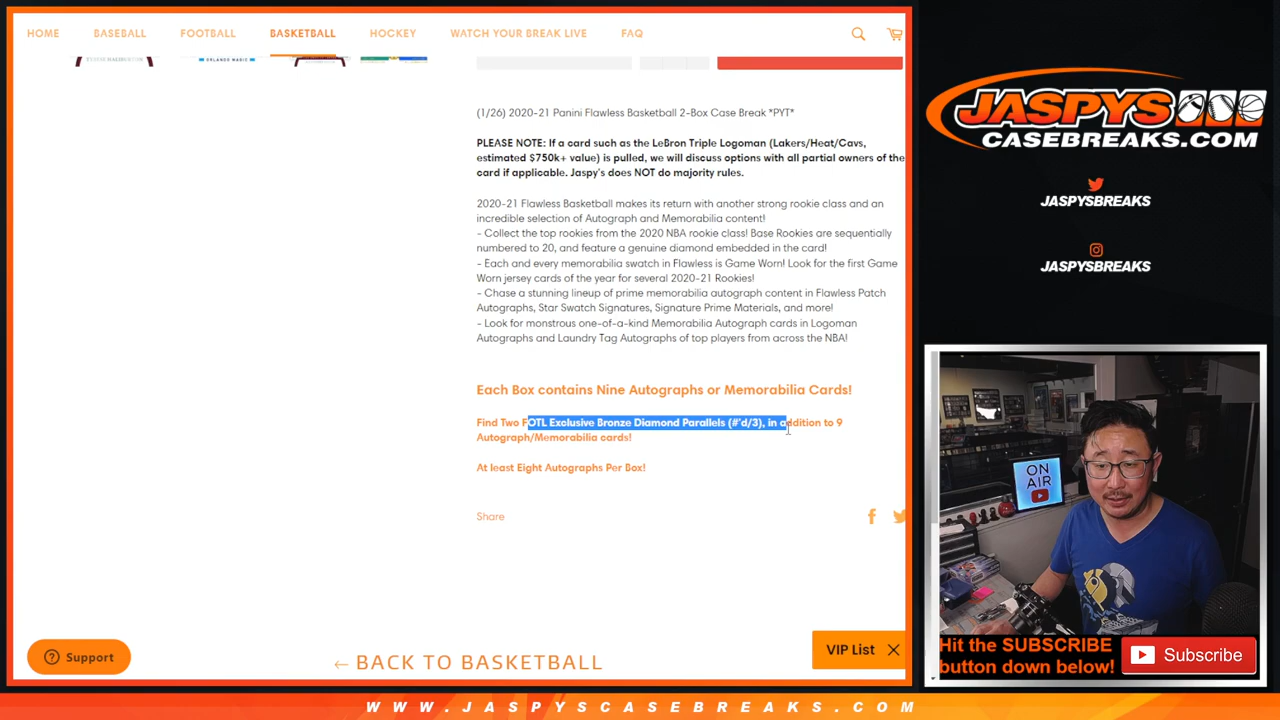 HOME BASEBALL FOOTBALL BASKETBALL HOCKEY WATCH YOUR BREAK LIVE FAQ
ORLANDO MAGIC
(1/26) 2020-21 Panini Flawless Basketball 2-Box Case Break *PYT*
PLEASE NOTE: If a card such as the LeBron Triple Logoman (Lakers/Heat/Cavs,
estimated $750k+ value) is pulled, we will discuss options with all partial owners of the
card if applicable. Jaspy's does NOT do majority rules.
2020-21 Flawless Basketball makes its return with another strong rookie class and an
incredible selection of Autograph and Memorabilia content!
- Collect the top rookies from the 2020 NBA rookie class! Base Rookies are sequentially
numbered to 20, and feature a genuine diamond embedded in the card!
- Each and every memorabilia swatch in Flawless is Game Worn! Look for the first Game
Worn jersey cards of the year for several 2020-21 Rookies!
- Chase a stunning lineup of prime memorabilia autograph content in Flawless Patch
Autographs, Star Swatch Signatures, Signature Prime Materials, and more!
- Look for monstrous one-of-a-kind Memorabilia Autograph cards in Logoman
Autographs and Laundry Tag Autographs of top players from across the NBA!
Each Box contains Nine Autographs or Memorabilia Cards!
Find Two FOTL Exclusive Bronze Diamond Parallels (#'d/3), in addition to 9
Autograph/Memorabilia cards!
At least Eight Autographs Per Box!
Share
Support
← BACK TO BASKETBALL
VIP List
JASPYS
CASEBREAKS.COM
JASPYSBREAKS
JASPYSBREAKS
ON
AIR
Hit the SUBSCRIBE
button down below!
Subscribe
WWW.JASPYSCASEBREAKS.COM